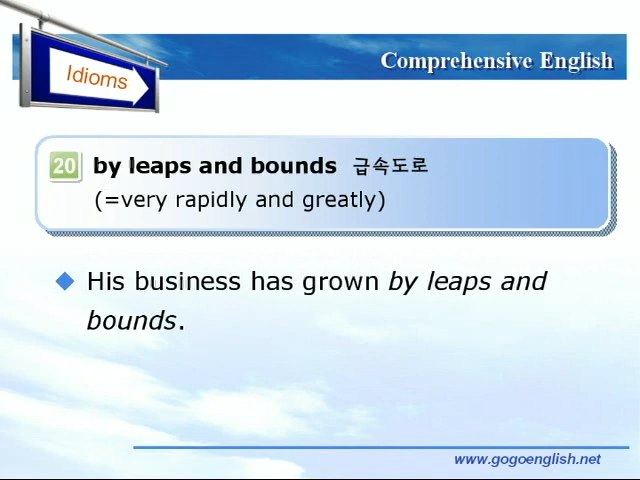 Idioms
Comprehensive English
20 by leaps and bounds 급속도로
(=very rapidly and greatly)
His business has grown by leaps and
bounds.
www.gogoenglish.net